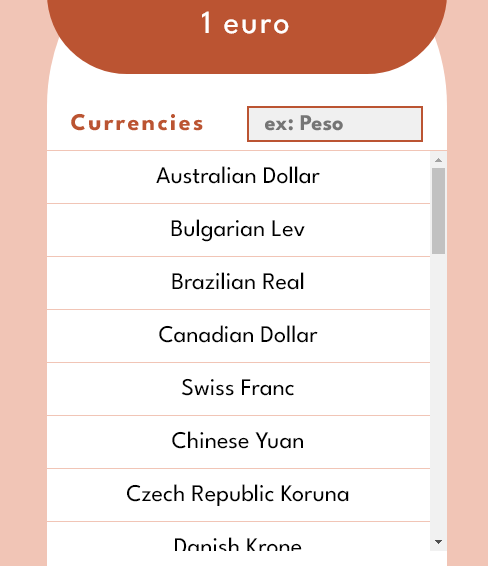 1 euro
Currencies
ex: Peso
Australian Dollar
Bulgarian Lev
Brazilian Real
Canadian Dollar
Swiss Franc
Chinese Yuan
Czech Republic Koruna
Danish Krone